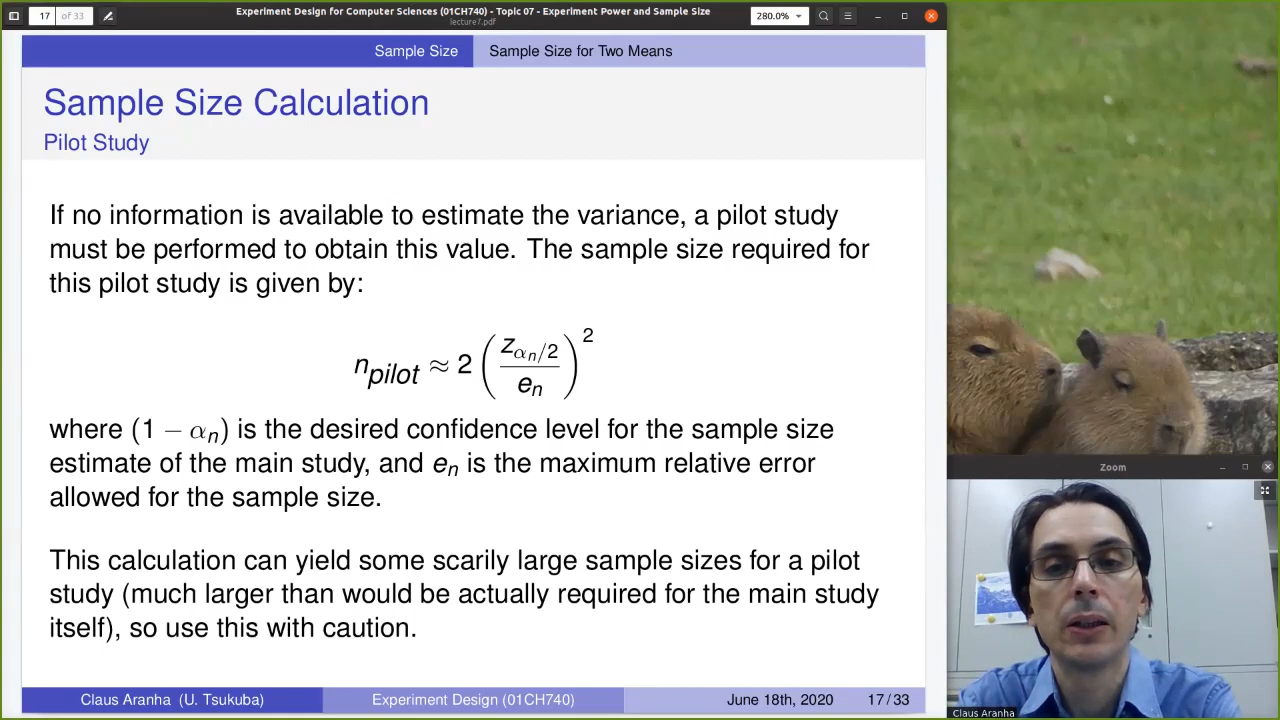 17 of 33
Experiment Design for Computer Sciences (01CH740) - Topic 07 - Experiment Power and Sample Size
lecture7.pdf
280.0%
Sample Size Sample Size for Two Means
Sample Size Calculation
Pilot Study
If no information is available to estimate the variance, a pilot study
must be performed to obtain this value. The sample size required for
this pilot study is given by:
n_pilot ≈ 2 (z_{αn/2} / e_n)²
where (1 − αn) is the desired confidence level for the sample size
estimate of the main study, and en is the maximum relative error
allowed for the sample size.
This calculation can yield some scarily large sample sizes for a pilot
study (much larger than would be actually required for the main study
itself), so use this with caution.
Claus Aranha (U. Tsukuba) Experiment Design (01CH740) June 18th, 2020 17 / 33
Zoom
Claus Aranha